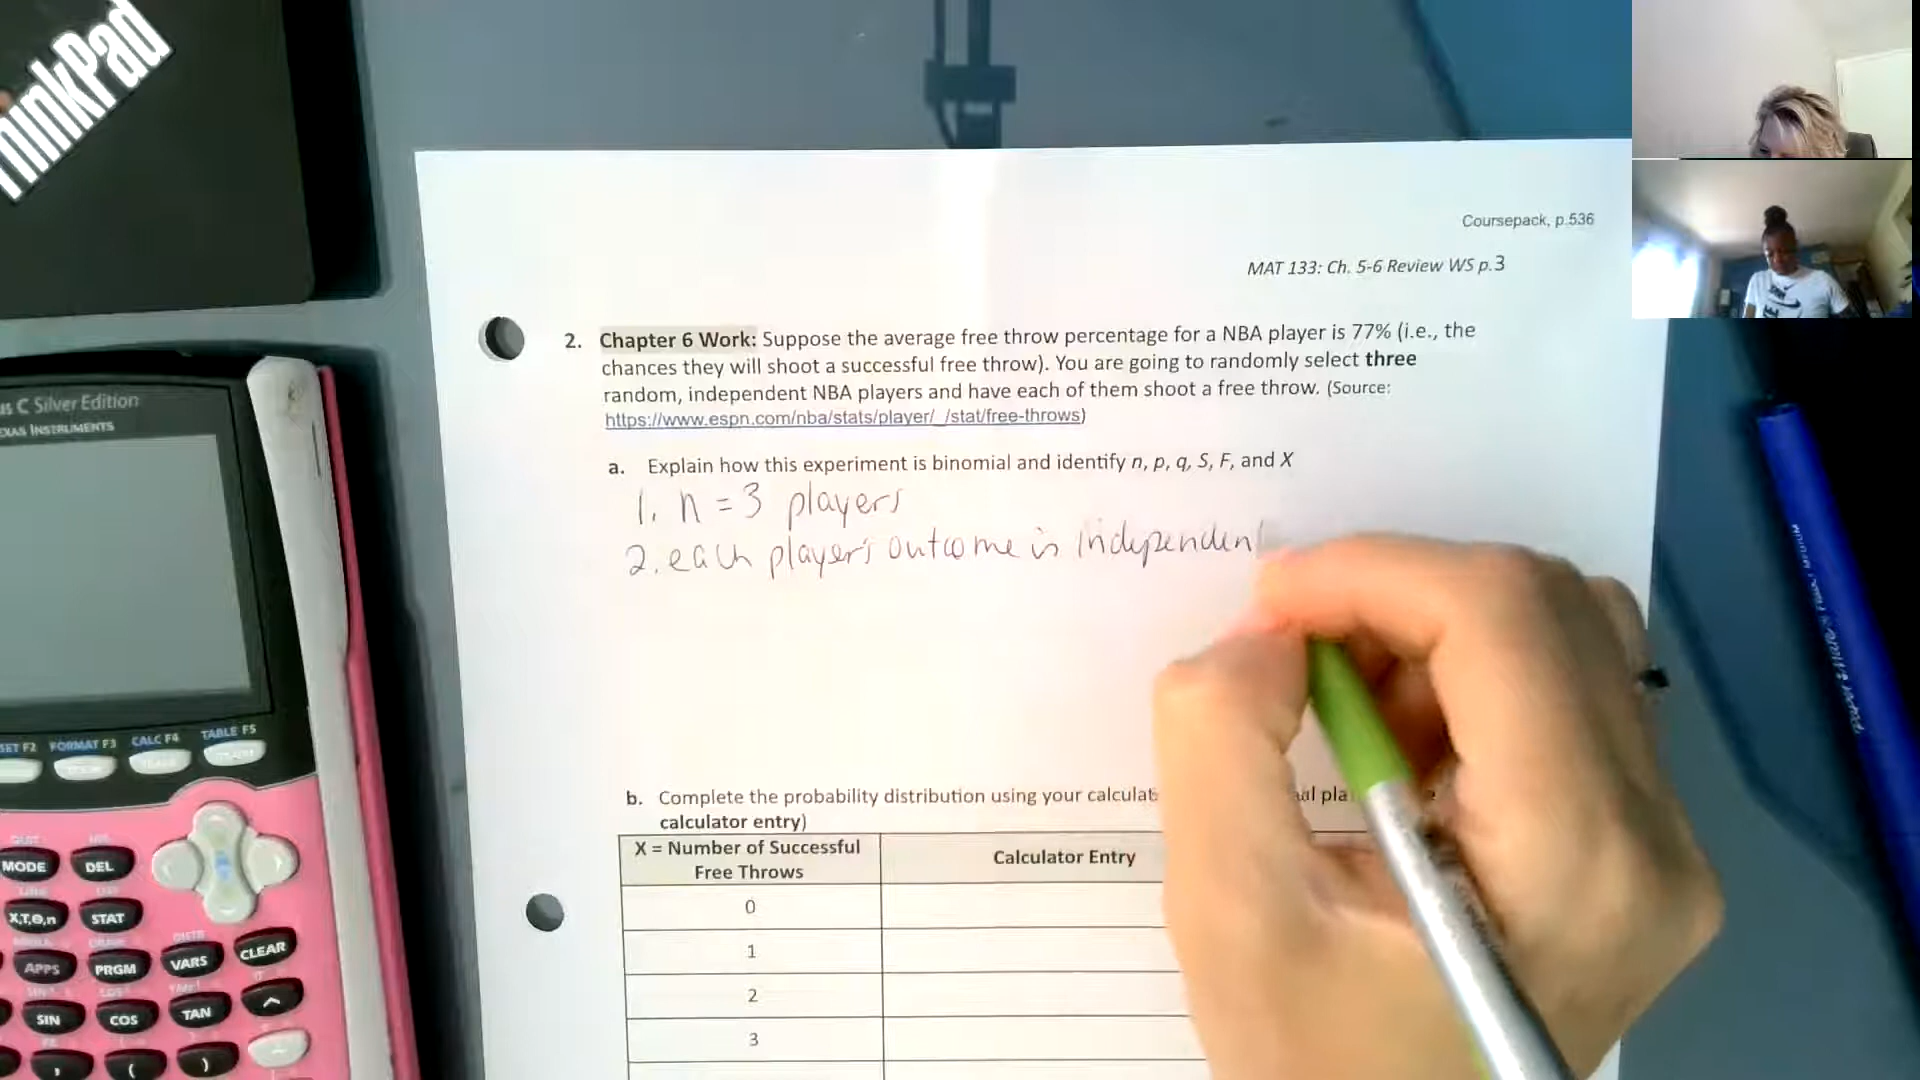 ThinkPad
Coursepack, p.536
MAT 133: Ch. 5-6 Review WS p.3
2. Chapter 6 Work: Suppose the average free throw percentage for a NBA player is 77% (i.e., the
chances they will shoot a successful free throw). You are going to randomly select three
random, independent NBA players and have each of them shoot a free throw. (Source:
https://www.espn.com/nba/stats/player/_/stat/free-throws)
a. Explain how this experiment is binomial and identify n, p, q, S, F, and X
1. n = 3 players
2. each player's outcome is independent
b. Complete the probability distribution using your
calculator entry)
X = Number of Successful
Free Throws
Calculator Entry
0
1
2
3
C Silver Edition
INSTRUMENTS
F2 FORMAT F3 CALC F4 TABLE F5
MODE DEL
X,T,θ,n STAT
DISTR
APPS PRGM VARS CLEAR
SIN COS TAN ^
, ( )
Paper Mate